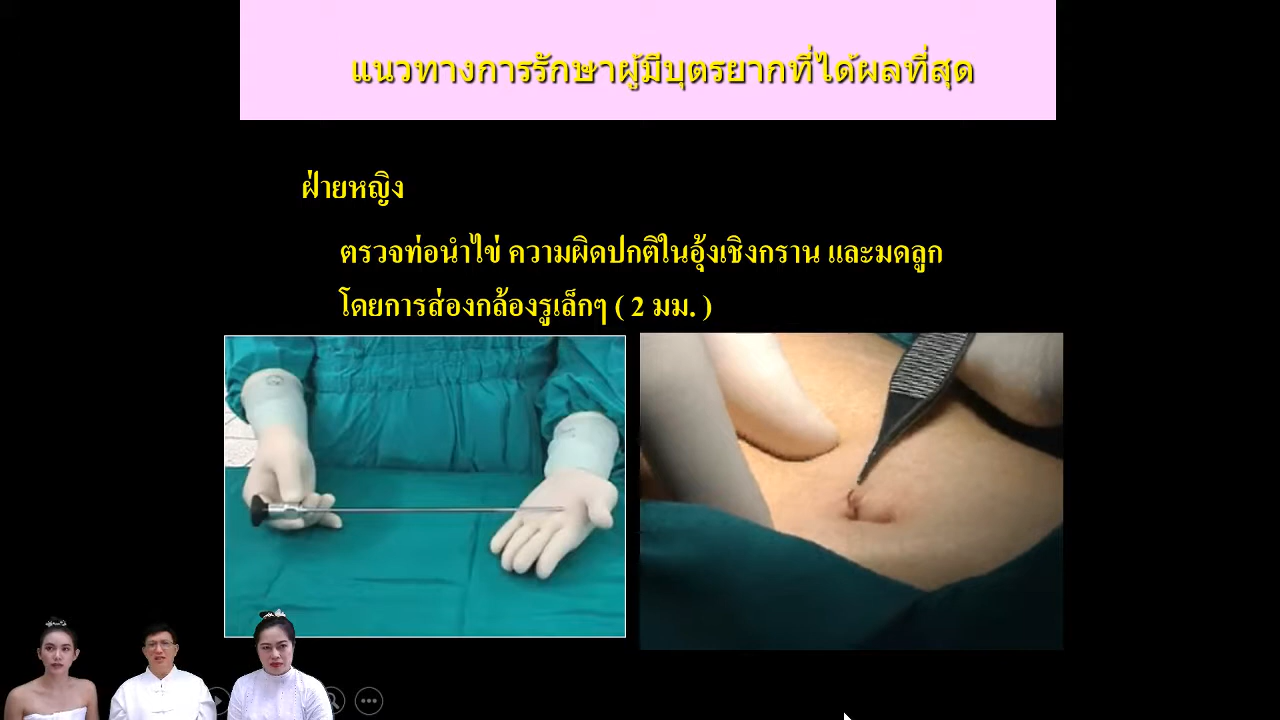 แนวทางการรักษาผู้มีบุตรยากที่ได้ผลที่สุด
ฝ่ายหญิง
ตรวจท่อนำไข่ ความผิดปกติในอุ้งเชิงกราน และมดลูก
โดยการส่องกล้องรูเล็กๆ ( 2 มม. )